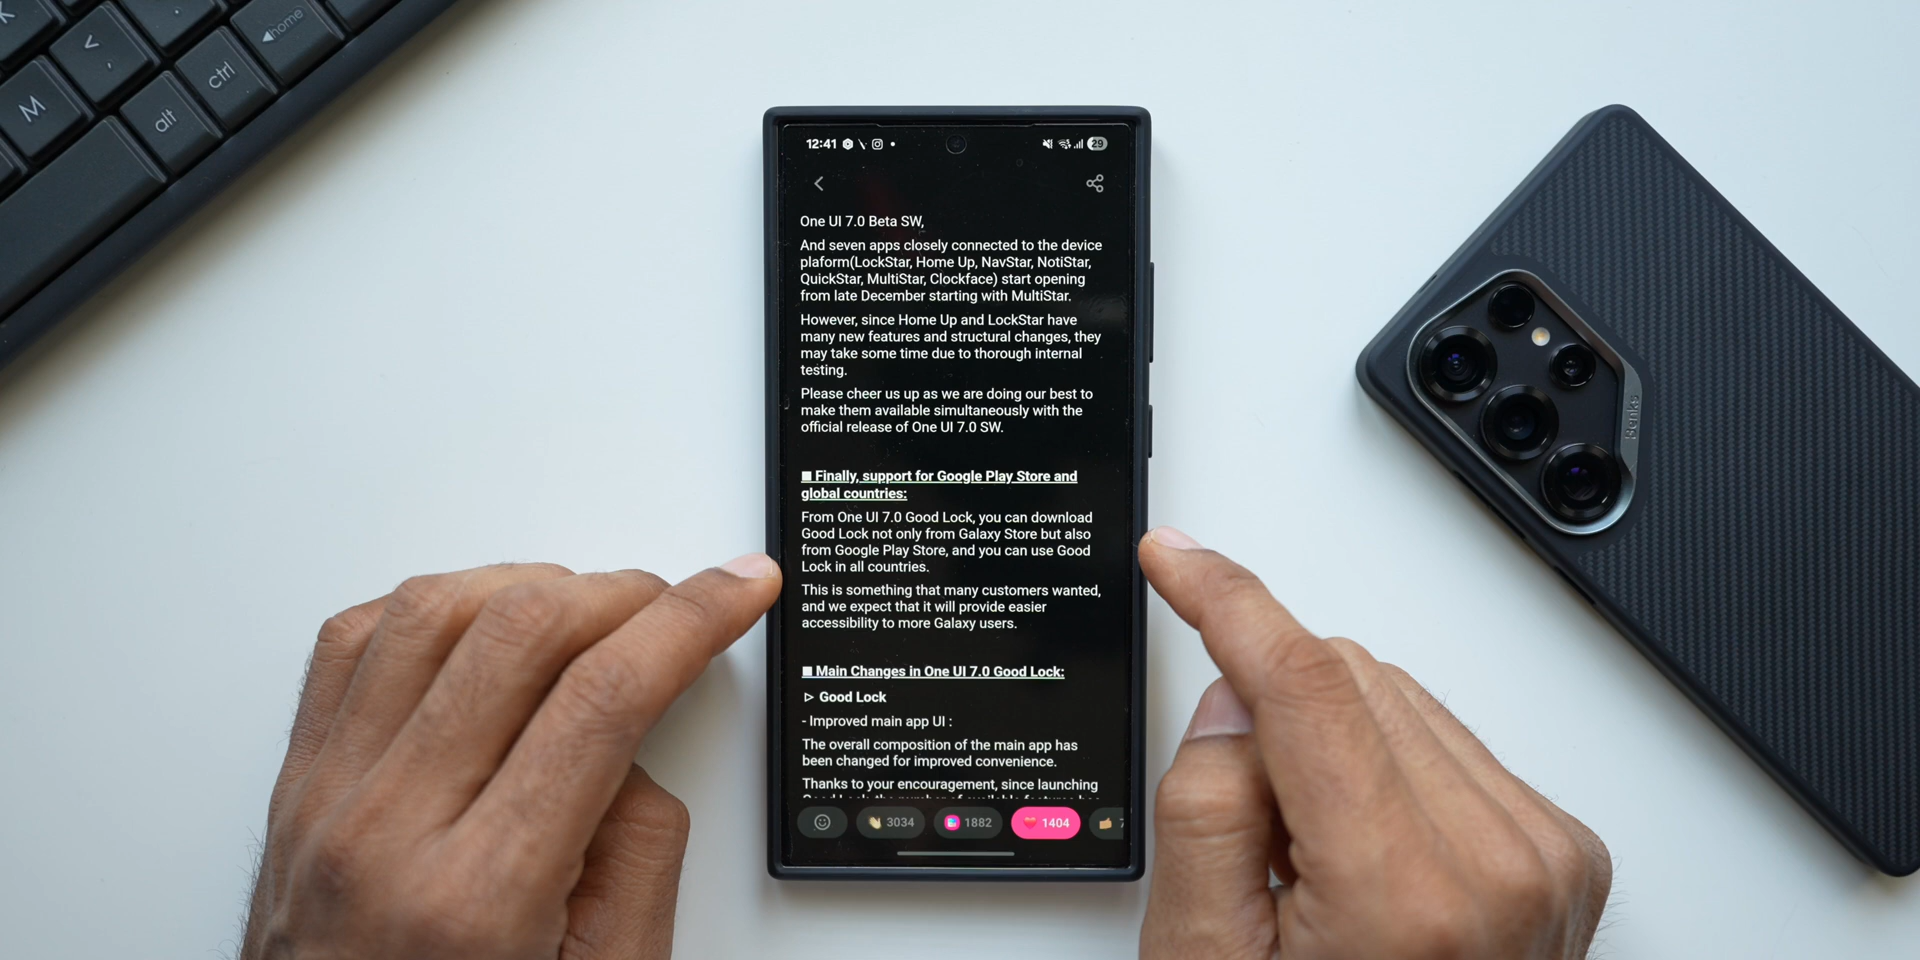 K
<
,
M
alt
ctrl
◀home
12:41
29
One UI 7.0 Beta SW,
And seven apps closely connected to the device
plaform(LockStar, Home Up, NavStar, NotiStar,
QuickStar, MultiStar, Clockface) start opening
from late December starting with MultiStar.
However, since Home Up and LockStar have
many new features and structural changes, they
may take some time due to thorough internal
testing.
Please cheer us up as we are doing our best to
make them available simultaneously with the
official release of One UI 7.0 SW.
■ Finally, support for Google Play Store and
global countries:
From One UI 7.0 Good Lock, you can download
Good Lock not only from Galaxy Store but also
from Google Play Store, and you can use Good
Lock in all countries.
This is something that many customers wanted,
and we expect that it will provide easier
accessibility to more Galaxy users.
■ Main Changes in One UI 7.0 Good Lock:
▷ Good Lock
- Improved main app UI :
The overall composition of the main app has
been changed for improved convenience.
Thanks to your encouragement, since launching
3034
1882
1404
Benks